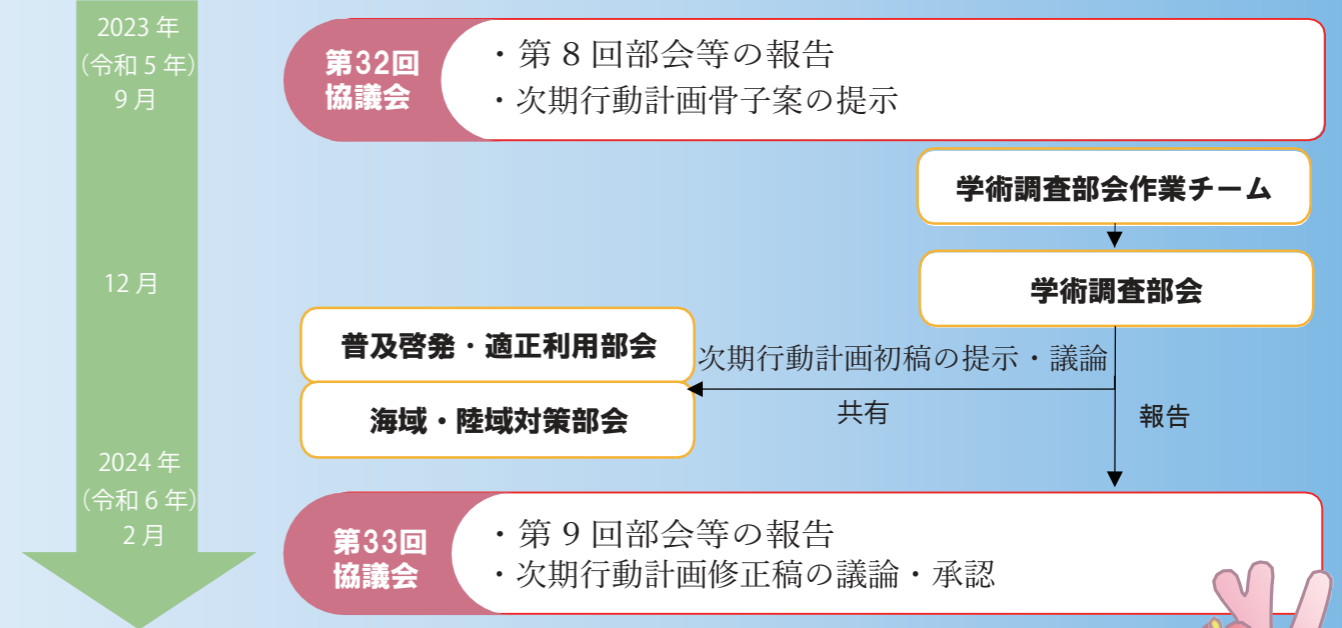 2023 年
（令和 5 年）
9 月
第32回
協議会
・第 8 回部会等の報告
・次期行動計画骨子案の提示
学術調査部会作業チーム
12 月
学術調査部会
普及啓発・適正利用部会
次期行動計画初稿の提示・議論
海域・陸域対策部会
共有
報告
2024 年
（令和 6 年）
2 月
第33回
協議会
・第 9 回部会等の報告
・次期行動計画修正稿の議論・承認